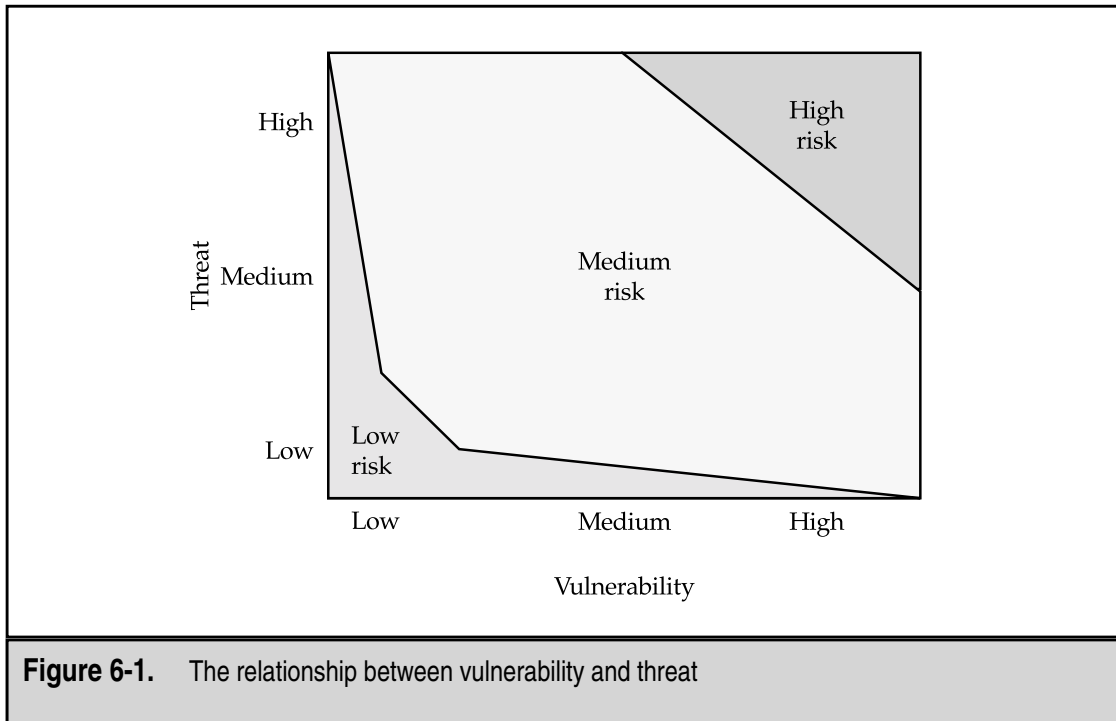 High
risk
High
Threat
Medium
Medium
risk
Low
Low
risk
Low
Medium
High
Vulnerability
Figure 6-1. The relationship between vulnerability and threat